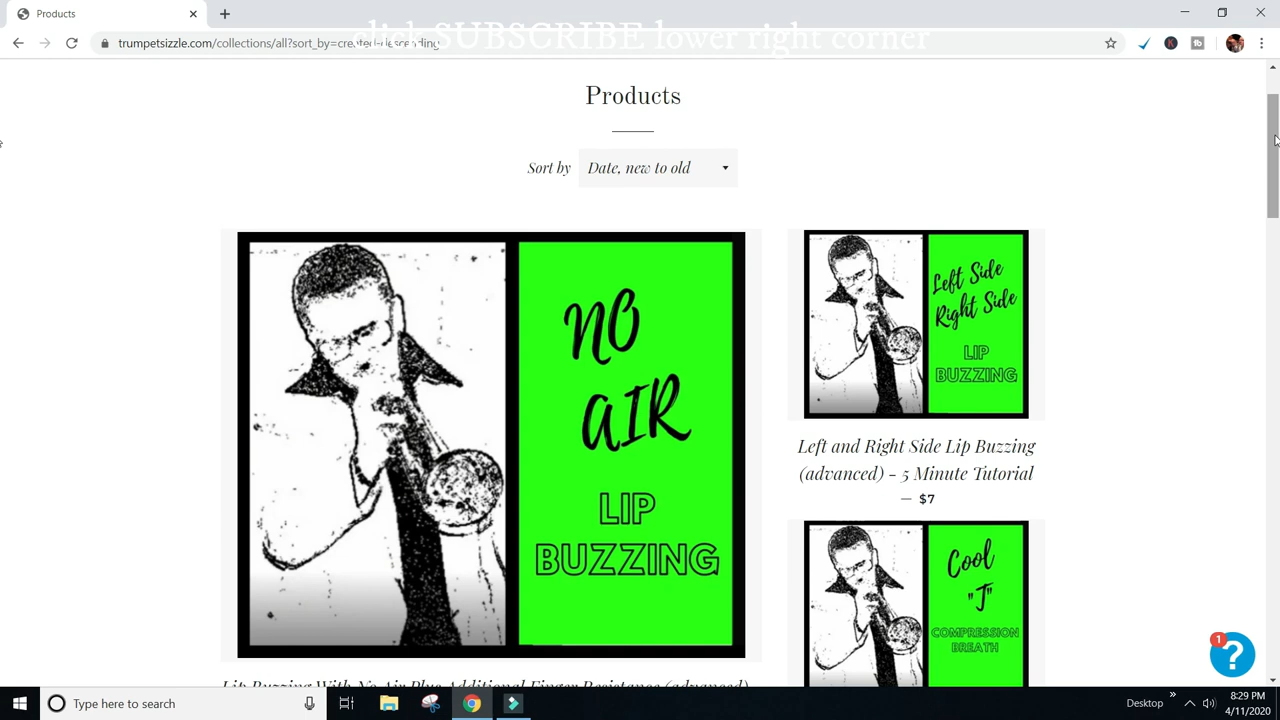 Products
click SUBSCRIBE lower right corner
trumpetsizzle.com/collections/all?sort_by=created-descending
Products
Sort by Date, new to old
NO
AIR
LIP
BUZZING
Lip Buzzing With No Air Plus Additional Finger Resistance (advanced)
Left Side
Right Side
LIP
BUZZING
Left and Right Side Lip Buzzing
(advanced) - 5 Minute Tutorial
— $7
Cool
"J"
COMPRESSION
BREATH
1
?
Type here to search
Desktop
8:29 PM
4/11/2020